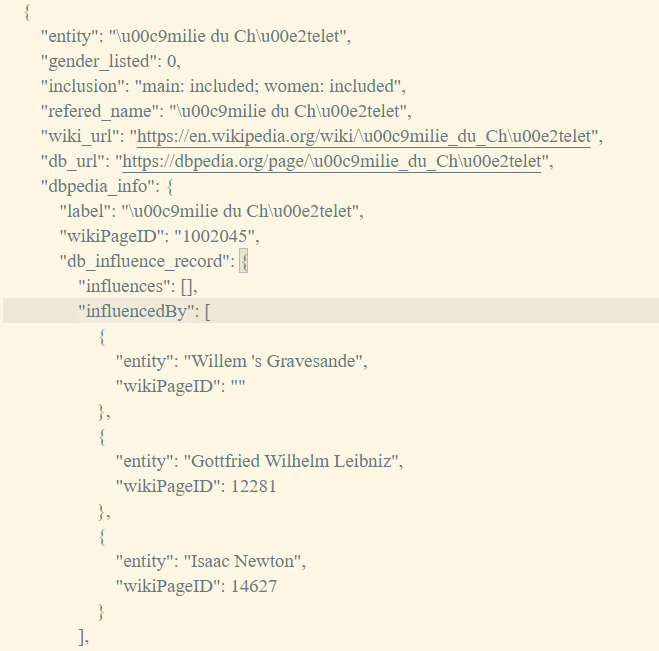 {
"entity": "\u00c9milie du Ch\u00e2telet",
"gender_listed": 0,
"inclusion": "main: included; women: included",
"refered_name": "\u00c9milie du Ch\u00e2telet",
"wiki_url": "https://en.wikipedia.org/wiki/\u00c9milie_du_Ch\u00e2telet",
"db_url": "https://dbpedia.org/page/\u00c9milie_du_Ch\u00e2telet",
"dbpedia_info": {
"label": "\u00c9milie du Ch\u00e2telet",
"wikiPageID": "1002045",
"db_influence_record": {
"influences": [],
"influencedBy": [
{
"entity": "Willem 's Gravesande",
"wikiPageID": ""
},
{
"entity": "Gottfried Wilhelm Leibniz",
"wikiPageID": 12281
},
{
"entity": "Isaac Newton",
"wikiPageID": 14627
}
],